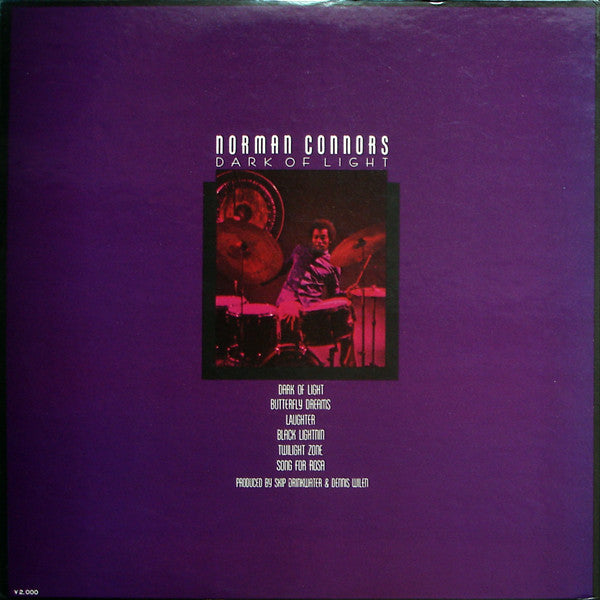 NORMAN CONNORS
DARK OF LIGHT
DARK OF LIGHT
BUTTERFLY DREAMS
LAUGHTER
BLACK LIGHTNIN
TWILIGHT ZONE
SONG FOR ROSA
PRODUCED BY SKIP DRINKWATER & DENNIS WILEN
¥2,000